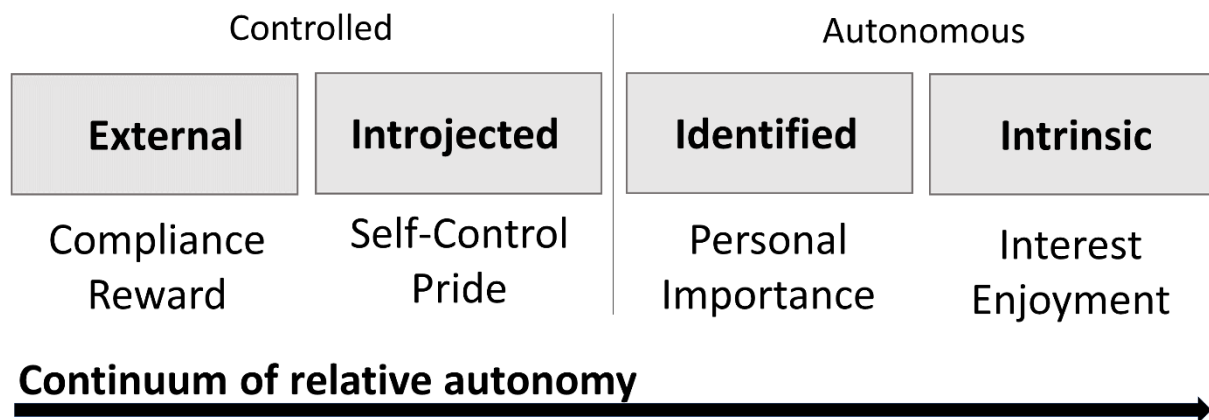 Controlled
Autonomous
External
Introjected
Identified
Intrinsic
Compliance
Reward
Self-Control
Pride
Personal
Importance
Interest
Enjoyment
Continuum of relative autonomy